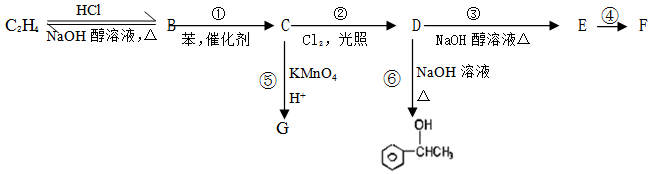 C₂H₄ HCl NaOH 醇溶液,△ B ① 苯,催化剂 C ② Cl₂,光照 D ③ NaOH 醇溶液△ E ④ F
⑤ KMnO₄ H⁺ ⑥ NaOH 溶液 △
G OH CHCH₃